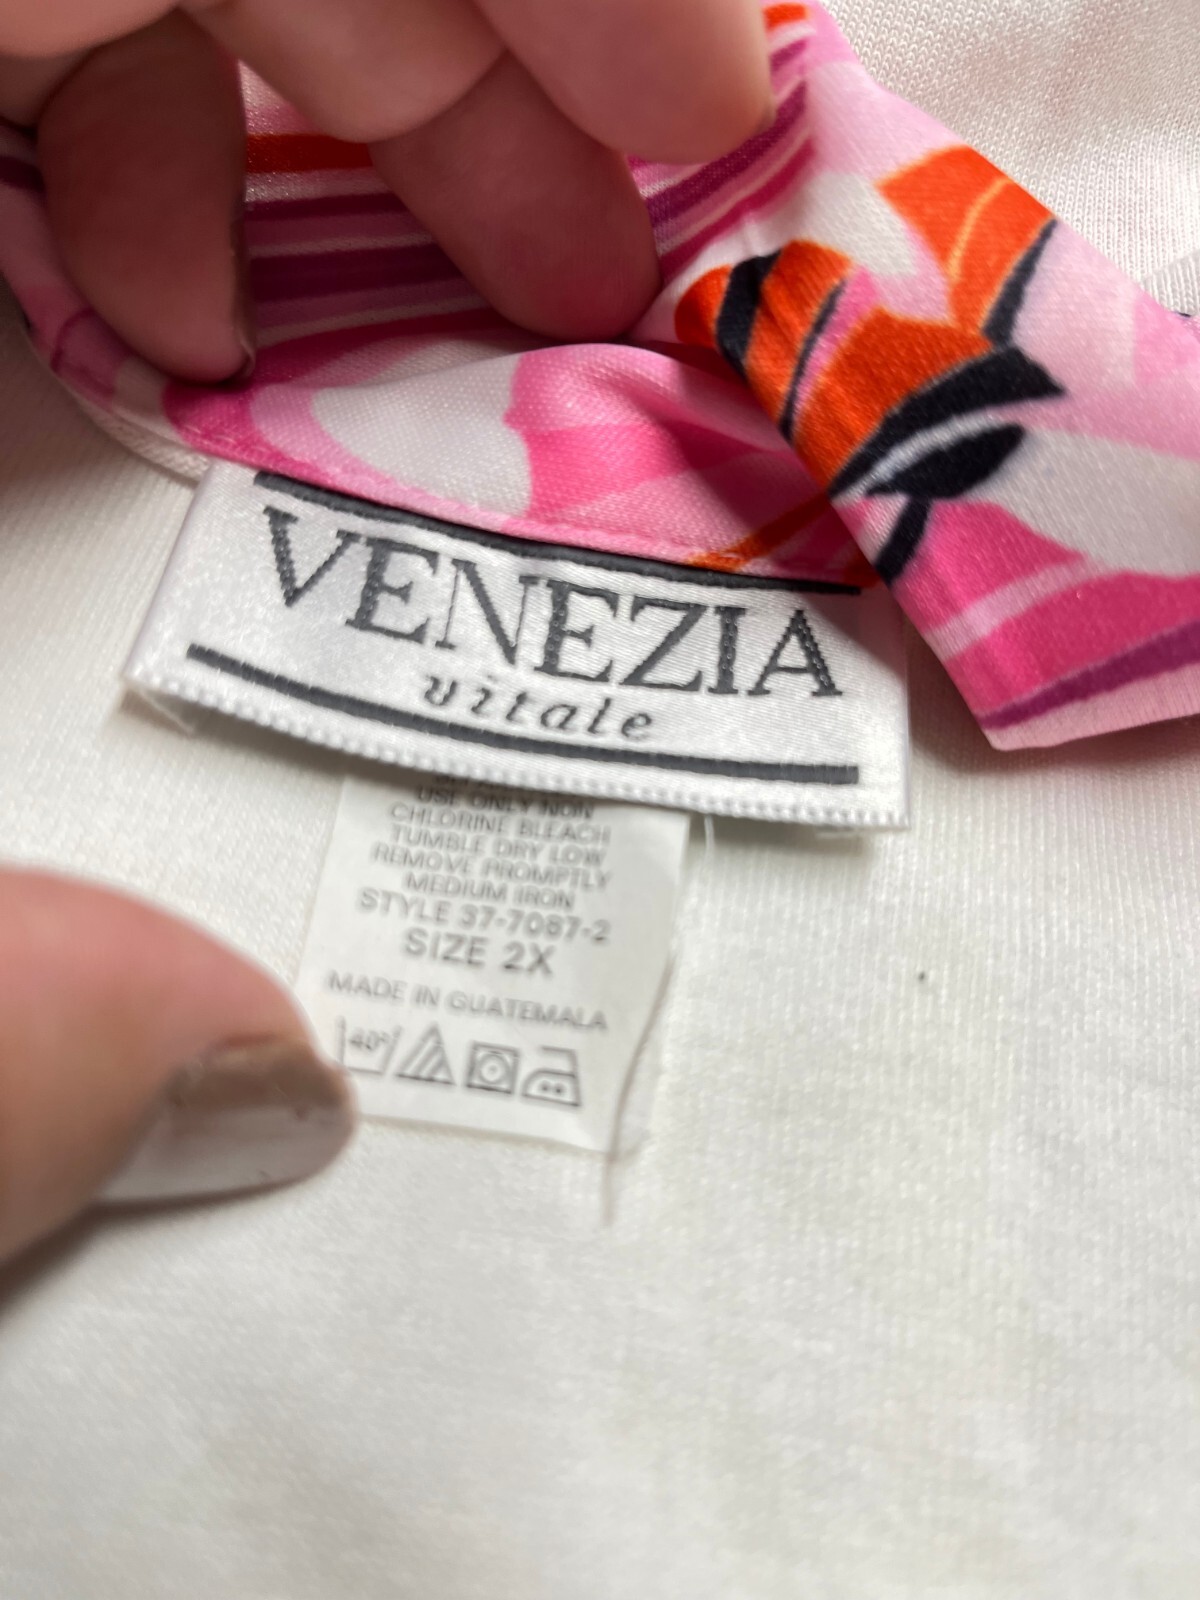 VENEZIA
vitale
USE ONLY NON
CHLORINE BLEACH
TUMBLE DRY LOW
REMOVE PROMPTLY
MEDIUM IRON
STYLE 37-7087-2
SIZE 2X
MADE IN GUATEMALA
40°